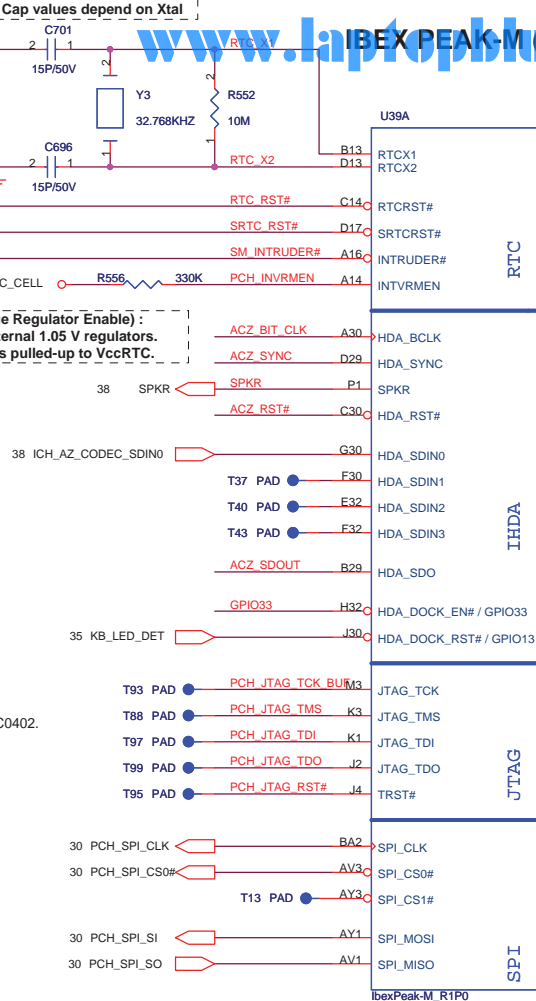 Cap values depend on Xtal
www.laptopblu
IBEX PEAK-M (
C701
2 1
15P/50V
RTC_X1
2
Y3
32.768KHZ
1
2
R552
10M
1
U39A
C696
2 1
15P/50V
RTC_X2
B13 RTCX1
D13 RTCX2
RTC_RST# C14 RTCRST#
SRTC_RST# D17 SRTCRST#
SM_INTRUDER# A16 INTRUDER#
C_CELL R556 330K PCH_INVRMEN A14 INTVRMEN
RTC
e Regulator Enable) :
ternal 1.05 V regulators.
s pulled-up to VccRTC.
ACZ_BIT_CLK A30 HDA_BCLK
ACZ_SYNC D29 HDA_SYNC
38 SPKR SPKR P1 SPKR
ACZ_RST# C30 HDA_RST#
38 ICH_AZ_CODEC_SDIN0 G30 HDA_SDIN0
T37 PAD F30 HDA_SDIN1
T40 PAD E32 HDA_SDIN2
T43 PAD F32 HDA_SDIN3
IHDA
ACZ_SDOUT B29 HDA_SDO
GPIO33 H32 HDA_DOCK_EN# / GPIO33
35 KB_LED_DET J30 HDA_DOCK_RST# / GPIO13
T93 PAD PCH_JTAG_TCK_BUF M3 JTAG_TCK
T88 PAD PCH_JTAG_TMS K3 JTAG_TMS
C0402.
T97 PAD PCH_JTAG_TDI K1 JTAG_TDI
T99 PAD PCH_JTAG_TDO J2 JTAG_TDO
T95 PAD PCH_JTAG_RST# J4 TRST#
JTAG
30 PCH_SPI_CLK BA2 SPI_CLK
30 PCH_SPI_CS0# AV3 SPI_CS0#
T13 PAD AY3 SPI_CS1#
30 PCH_SPI_SI AY1 SPI_MOSI
30 PCH_SPI_SO AV1 SPI_MISO
SPI
IbexPeak-M_R1P0